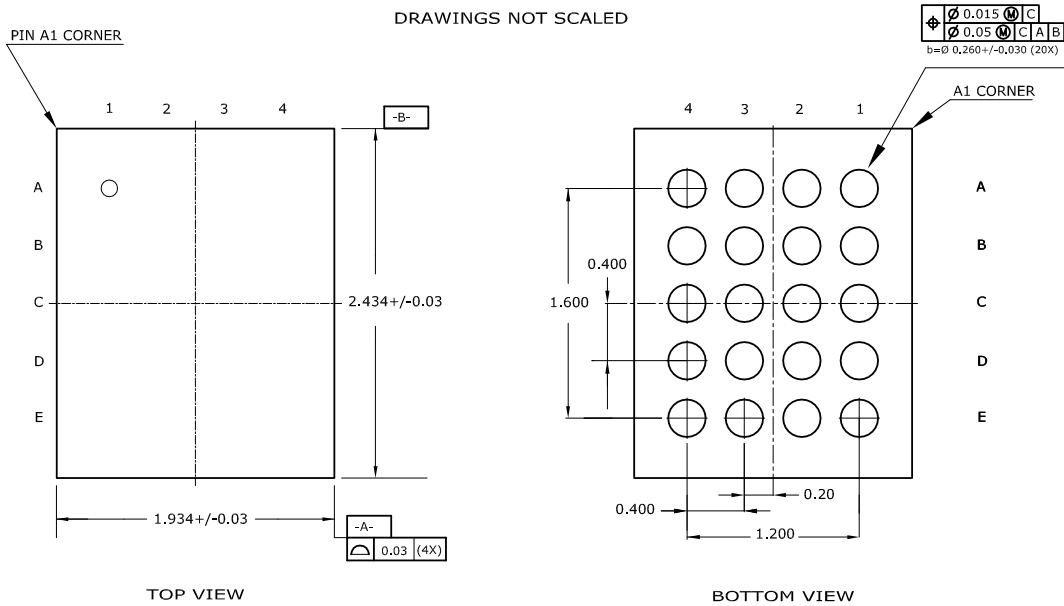 DRAWINGS NOT SCALED
⌖ Ø 0.015 Ⓜ C
Ø 0.05 Ⓜ C A B
b=Ø 0.260+/-0.030 (20X)
PIN A1 CORNER
A1 CORNER
1 2 3 4
-B-
4 3 2 1
A
B
C
D
E
2.434+/-0.03
1.934+/-0.03
-A-
⌓ 0.03 (4X)
0.400
1.600
A
B
C
D
E
0.20
0.400
1.200
TOP VIEW
BOTTOM VIEW